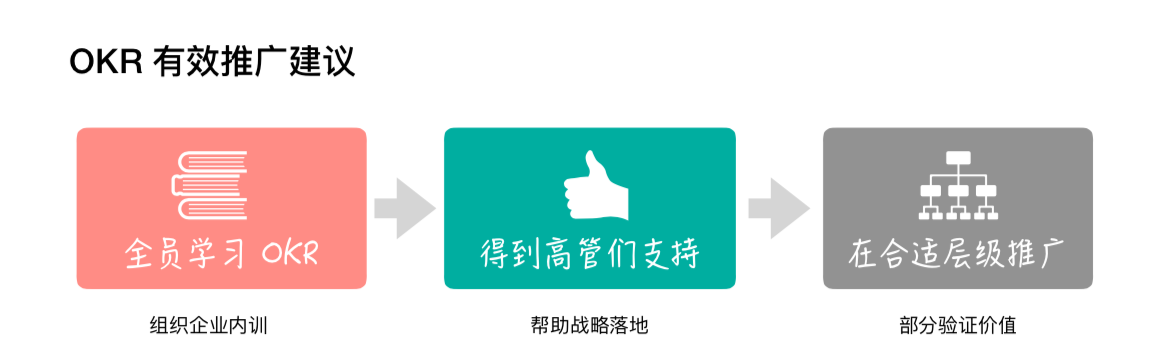 OKR 有效推广建议
全员学习 OKR
得到高管们支持
在合适层级推广
组织企业内训
帮助战略落地
部分验证价值